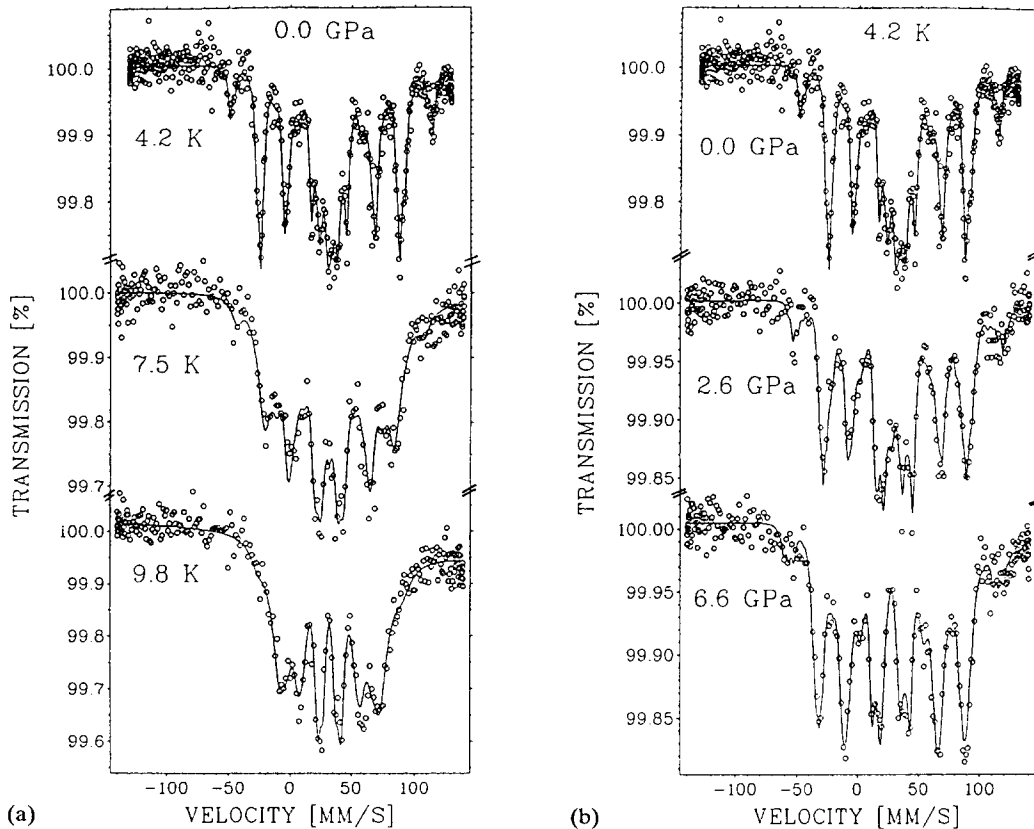 0.0 GPa
100.0
99.9
99.8
4.2 K
100.0
99.9
99.8
99.7
7.5 K
100.0
99.9
99.8
99.7
99.6
9.8 K
TRANSMISSION [%]
-100
-50
0
50
100
VELOCITY [MM/S]
(a)
4.2 K
100.0
99.9
99.8
0.0 GPa
100.00
99.95
99.90
99.85
2.6 GPa
100.00
99.95
99.90
99.85
6.6 GPa
TRANSMISSION [%]
-100
-50
0
50
100
VELOCITY [MM/S]
(b)